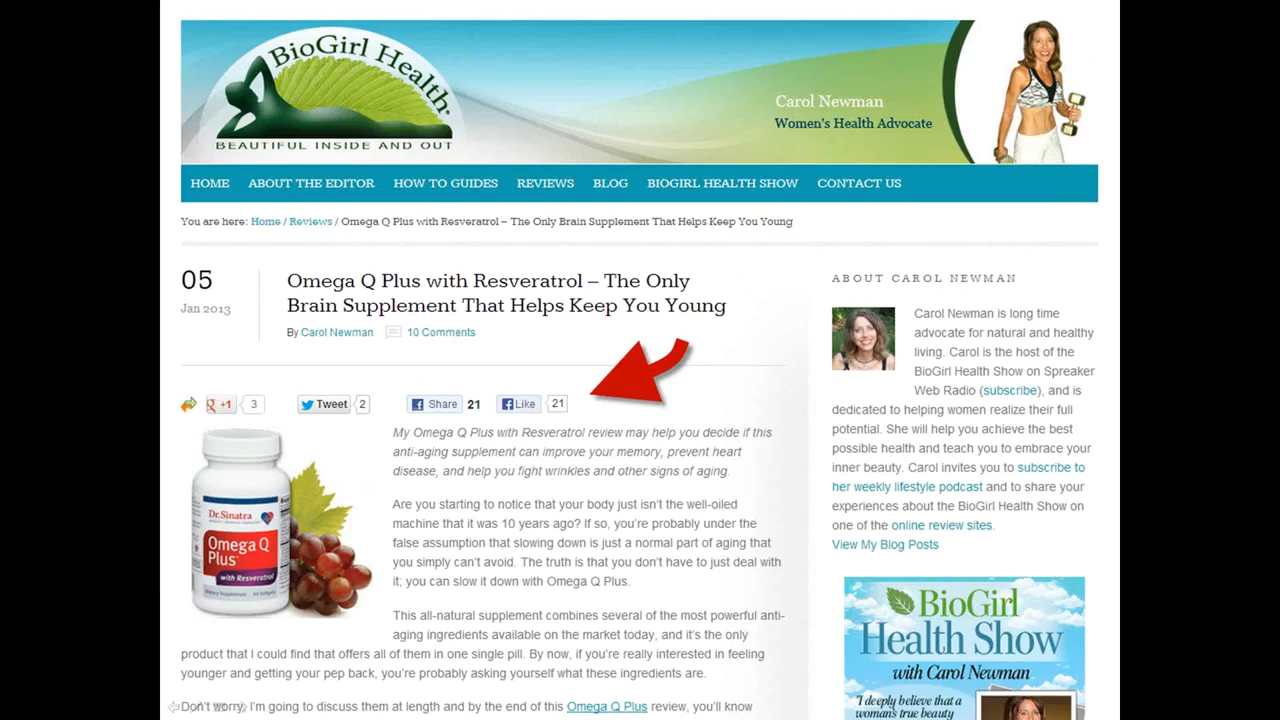 BioGirl Health
BEAUTIFUL INSIDE AND OUT
Carol Newman
Women's Health Advocate
HOME ABOUT THE EDITOR HOW TO GUIDES REVIEWS BLOG BIOGIRL HEALTH SHOW CONTACT US
You are here: Home / Reviews / Omega Q Plus with Resveratrol – The Only Brain Supplement That Helps Keep You Young
05
Jan 2013
Omega Q Plus with Resveratrol – The Only
Brain Supplement That Helps Keep You Young
By Carol Newman 10 Comments
g +1 3 Tweet 2 Share 21 Like 21
My Omega Q Plus with Resveratrol review may help you decide if this
anti-aging supplement can improve your memory, prevent heart
disease, and help you fight wrinkles and other signs of aging.
Are you starting to notice that your body just isn't the well-oiled
machine that it was 10 years ago? If so, you're probably under the
false assumption that slowing down is just a normal part of aging that
you simply can't avoid. The truth is that you don't have to just deal with
it; you can slow it down with Omega Q Plus.
Dr. Sinatra
Omega Q
Plus
with Resveratrol
This all-natural supplement combines several of the most powerful anti-
aging ingredients available on the market today, and it's the only
product that I could find that offers all of them in one single pill. By now, if you're really interested in feeling
younger and getting your pep back, you're probably asking yourself what these ingredients are.
Don't worry, I'm going to discuss them at length and by the end of this Omega Q Plus review, you'll know
ABOUT CAROL NEWMAN
Carol Newman is long time
advocate for natural and healthy
living. Carol is the host of the
BioGirl Health Show on Spreaker
Web Radio (subscribe), and is
dedicated to helping women realize their full
potential. She will help you achieve the best
possible health and teach you to embrace your
inner beauty. Carol invites you to subscribe to
her weekly lifestyle podcast and to share your
experiences about the BioGirl Health Show on
one of the online review sites.
View My Blog Posts
BioGirl
Health Show
with Carol Newman
"I deeply believe that a
woman's true beauty